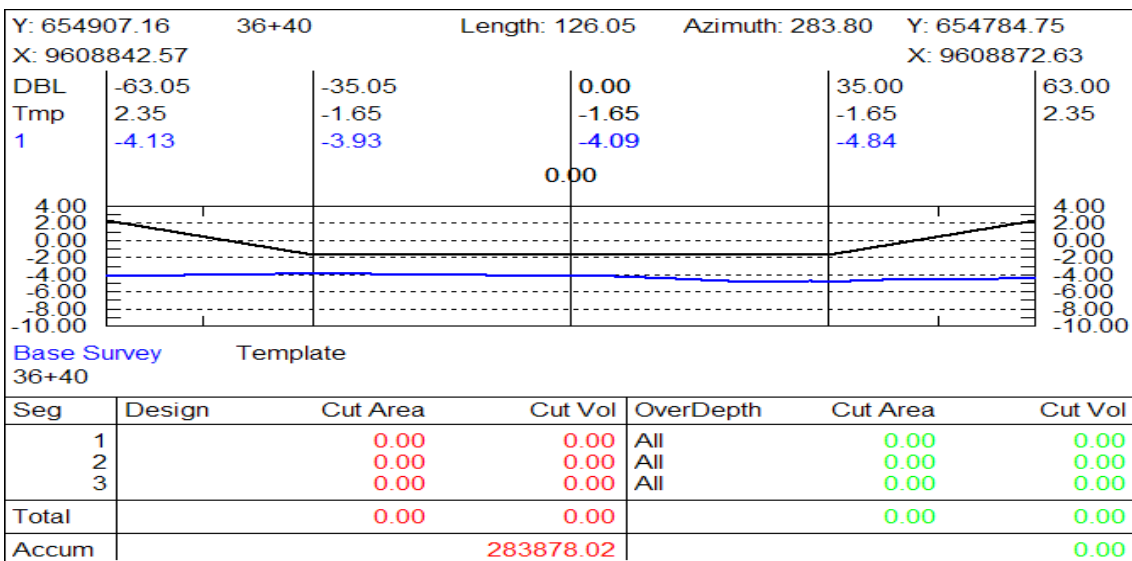 Y: 654907.16 36+40 Length: 126.05 Azimuth: 283.80 Y: 654784.75
X: 9608842.57 X: 9608872.63
DBL -63.05 -35.05 0.00 35.00 63.00
Tmp 2.35 -1.65 -1.65 -1.65 2.35
1 -4.13 -3.93 -4.09 -4.84
0.00
4.00 4.00
2.00 2.00
0.00 0.00
-2.00 -2.00
-4.00 -4.00
-6.00 -6.00
-8.00 -8.00
-10.00 -10.00
Base Survey Template
36+40
Seg Design Cut Area Cut Vol OverDepth Cut Area Cut Vol
1 0.00 0.00 All 0.00 0.00
2 0.00 0.00 All 0.00 0.00
3 0.00 0.00 All 0.00 0.00
Total 0.00 0.00 0.00 0.00
Accum 283878.02 0.00